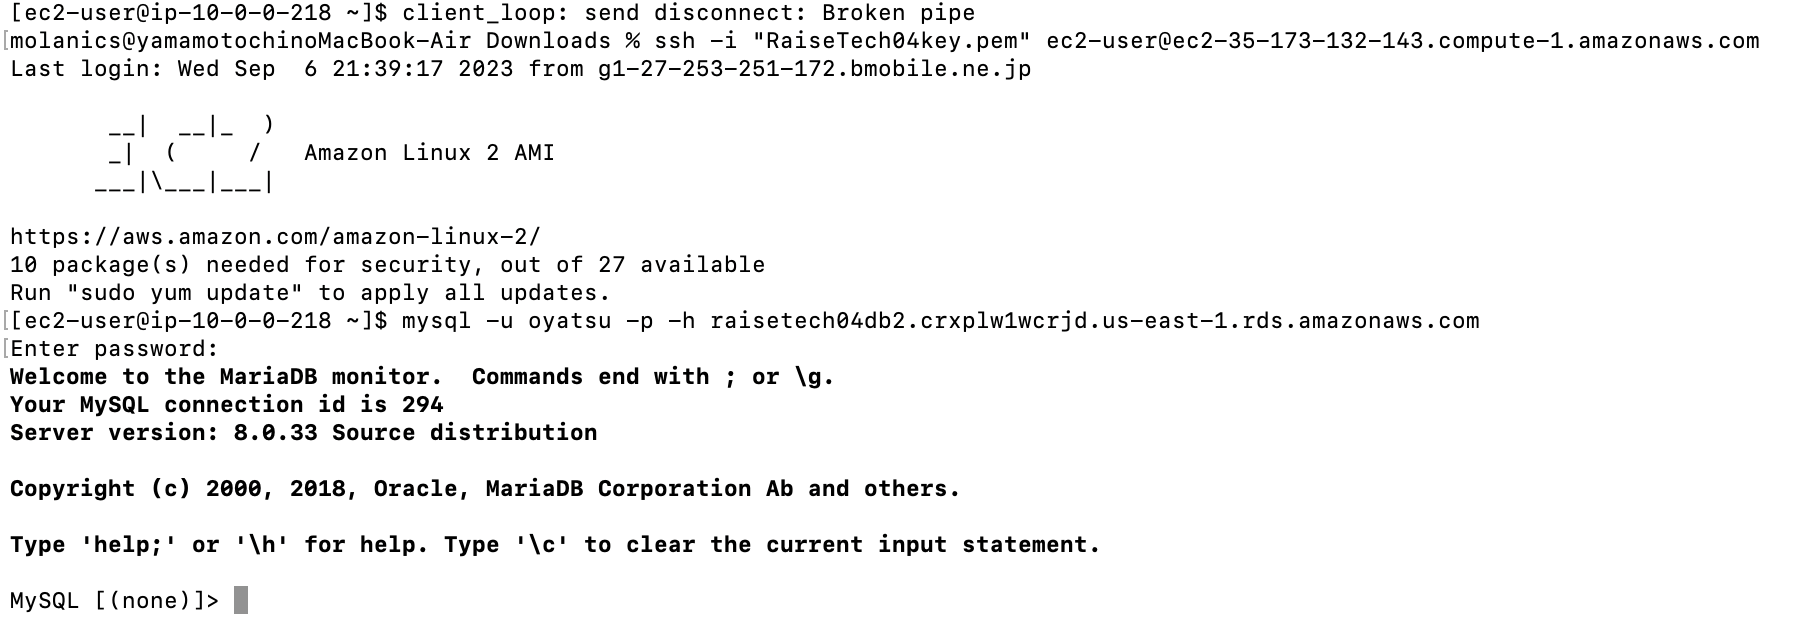 [ec2-user@ip-10-0-0-218 ~]$ client_loop: send disconnect: Broken pipe
[molanics@yamamotochinoMacBook-Air Downloads % ssh -i "RaiseTech04key.pem" ec2-user@ec2-35-173-132-143.compute-1.amazonaws.com
Last login: Wed Sep  6 21:39:17 2023 from g1-27-253-251-172.bmobile.ne.jp

       __|  __|_  )
       _|  (     /   Amazon Linux 2 AMI
      ___|\___|___|

https://aws.amazon.com/amazon-linux-2/
10 package(s) needed for security, out of 27 available
Run "sudo yum update" to apply all updates.
[[ec2-user@ip-10-0-0-218 ~]$ mysql -u oyatsu -p -h raisetech04db2.crxplw1wcrjd.us-east-1.rds.amazonaws.com
[Enter password:
Welcome to the MariaDB monitor.  Commands end with ; or \g.
Your MySQL connection id is 294
Server version: 8.0.33 Source distribution

Copyright (c) 2000, 2018, Oracle, MariaDB Corporation Ab and others.

Type 'help;' or '\h' for help. Type '\c' to clear the current input statement.

MySQL [(none)]>